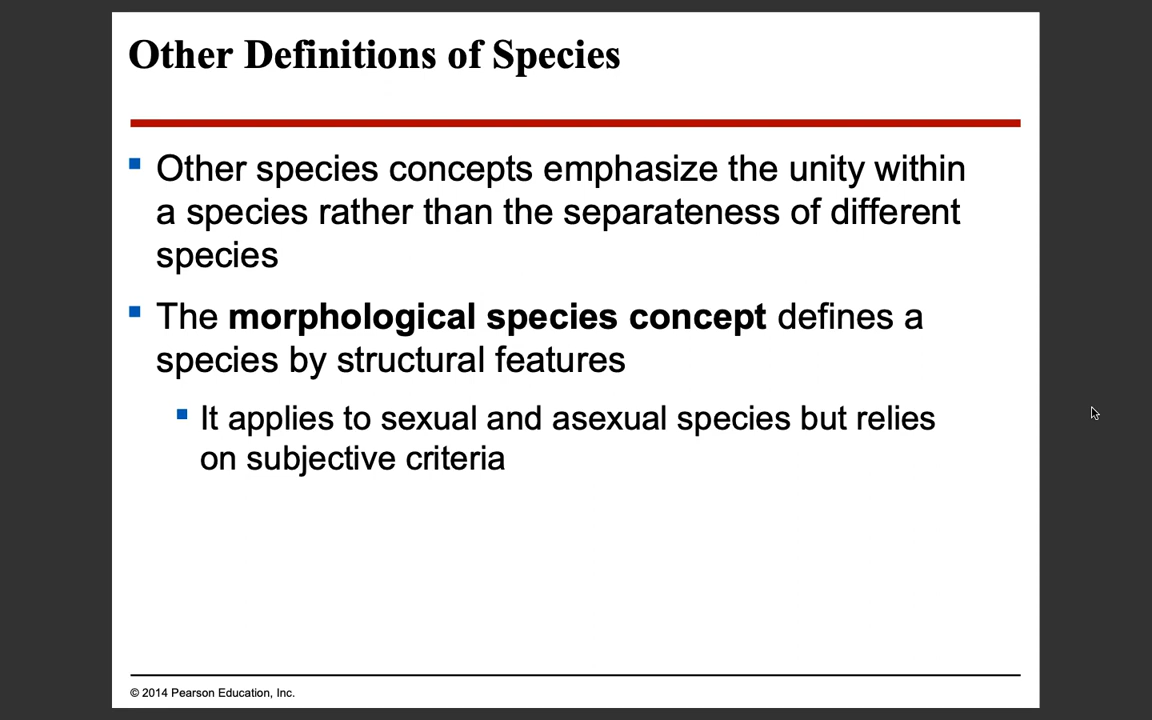 Other Definitions of Species
Other species concepts emphasize the unity within
a species rather than the separateness of different
species
The morphological species concept defines a
species by structural features
It applies to sexual and asexual species but relies
on subjective criteria
© 2014 Pearson Education, Inc.